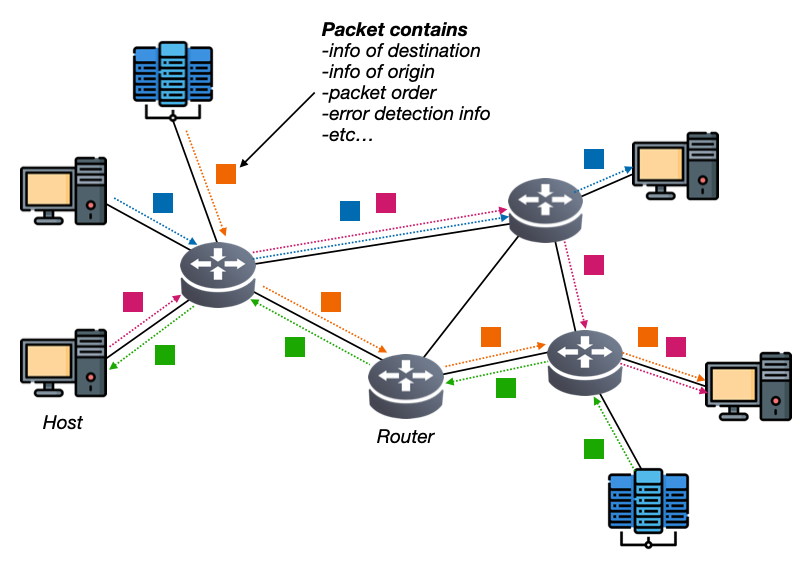 Packet contains
-info of destination
-info of origin
-packet order
-error detection info
-etc…
Host
Router